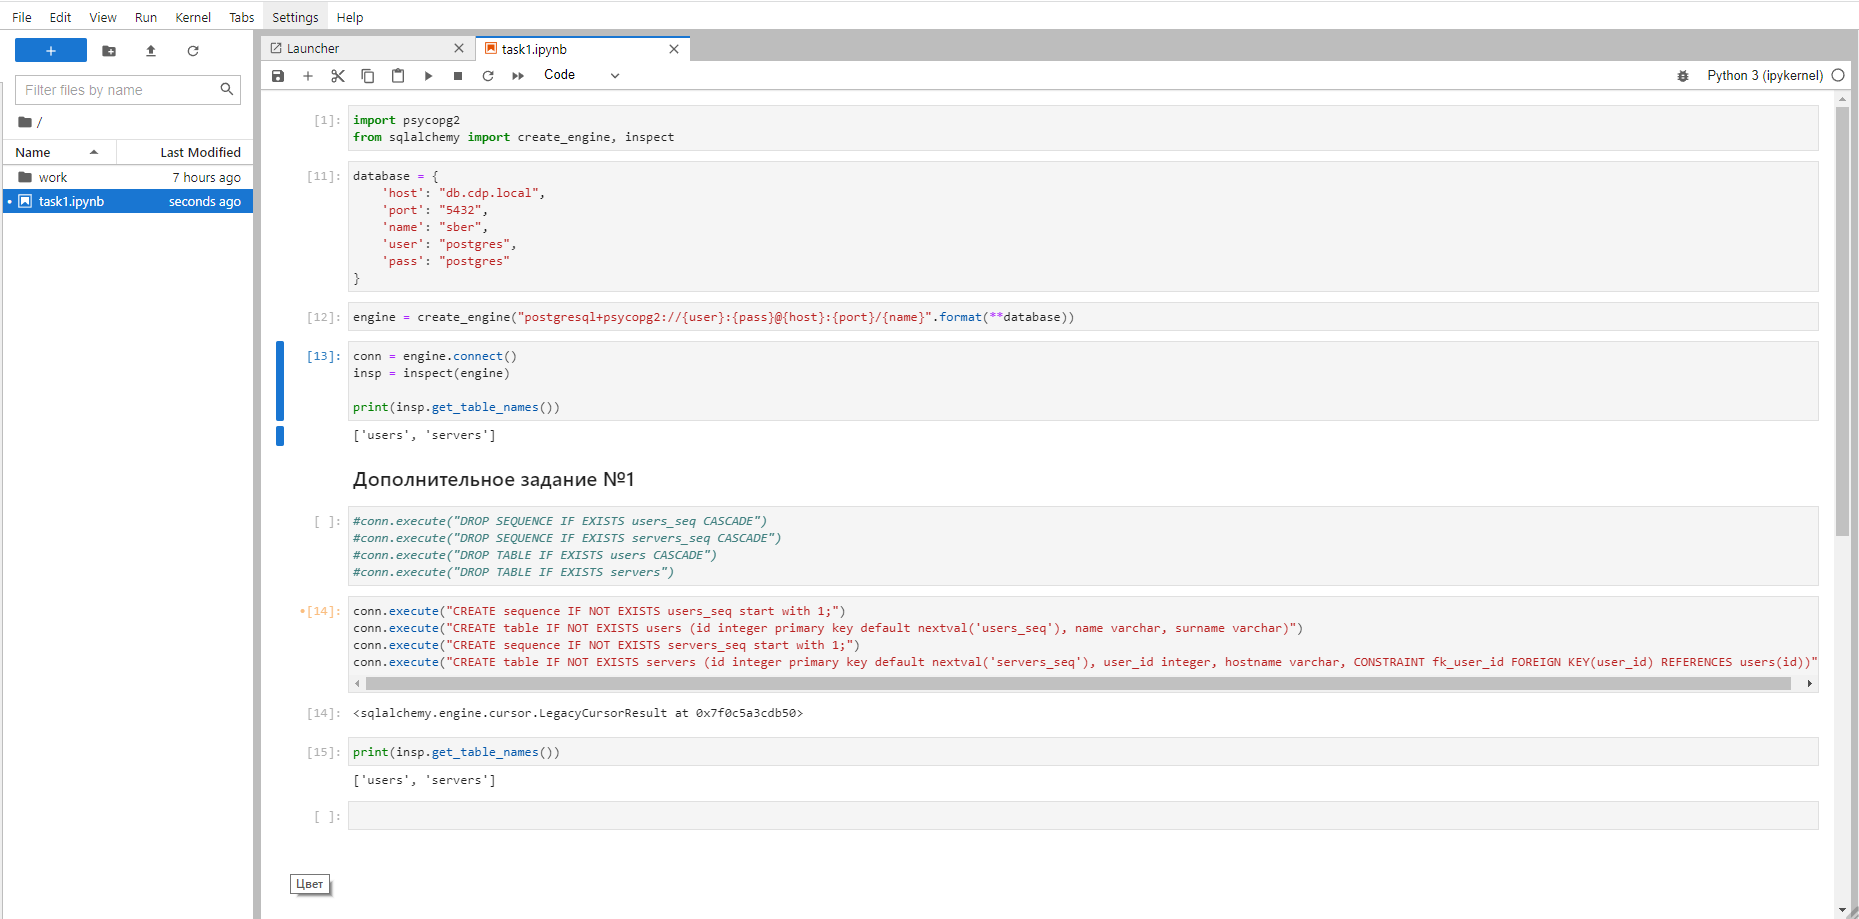 File Edit View Run Kernel Tabs Settings Help
Launcher
task1.ipynb
Code
Python 3 (ipykernel)
Filter files by name
/
Name Last Modified
work 7 hours ago
task1.ipynb seconds ago
[1]:
import psycopg2
from sqlalchemy import create_engine, inspect
[11]:
database = {
'host': "db.cdp.local",
'port': "5432",
'name': "sber",
'user': "postgres",
'pass': "postgres"
}
[12]:
engine = create_engine("postgresql+psycopg2://{user}:{pass}@{host}:{port}/{name}".format(**database))
[13]:
conn = engine.connect()
insp = inspect(engine)
print(insp.get_table_names())
['users', 'servers']
Дополнительное задание №1
[ ]:
#conn.execute("DROP SEQUENCE IF EXISTS users_seq CASCADE")
#conn.execute("DROP SEQUENCE IF EXISTS servers_seq CASCADE")
#conn.execute("DROP TABLE IF EXISTS users CASCADE")
#conn.execute("DROP TABLE IF EXISTS servers")
[14]:
conn.execute("CREATE sequence IF NOT EXISTS users_seq start with 1;")
conn.execute("CREATE table IF NOT EXISTS users (id integer primary key default nextval('users_seq'), name varchar, surname varchar)")
conn.execute("CREATE sequence IF NOT EXISTS servers_seq start with 1;")
conn.execute("CREATE table IF NOT EXISTS servers (id integer primary key default nextval('servers_seq'), user_id integer, hostname varchar, CONSTRAINT fk_user_id FOREIGN KEY(user_id) REFERENCES users(id))"
[14]:
<sqlalchemy.engine.cursor.LegacyCursorResult at 0x7f0c5a3cdb50>
[15]:
print(insp.get_table_names())
['users', 'servers']
[ ]:
Цвет